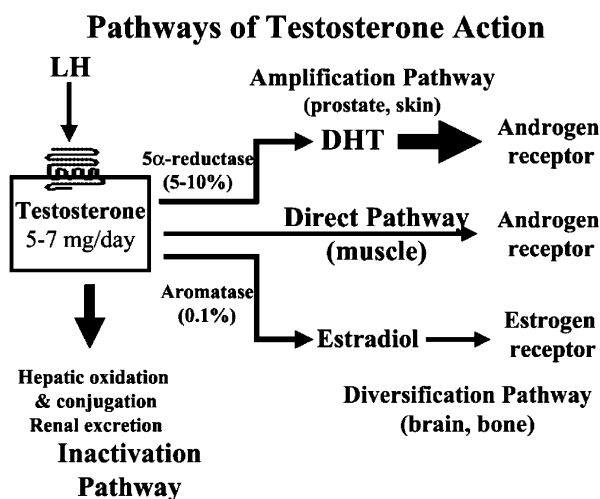 Pathways of Testosterone Action
LH
Amplification Pathway
(prostate, skin)
5α-reductase
(5-10%)
DHT
Androgen
receptor
Testosterone
5-7 mg/day
Direct Pathway
(muscle)
Androgen
receptor
Aromatase
(0.1%)
Estradiol
Estrogen
receptor
Diversification Pathway
(brain, bone)
Hepatic oxidation
& conjugation
Renal excretion
Inactivation
Pathway